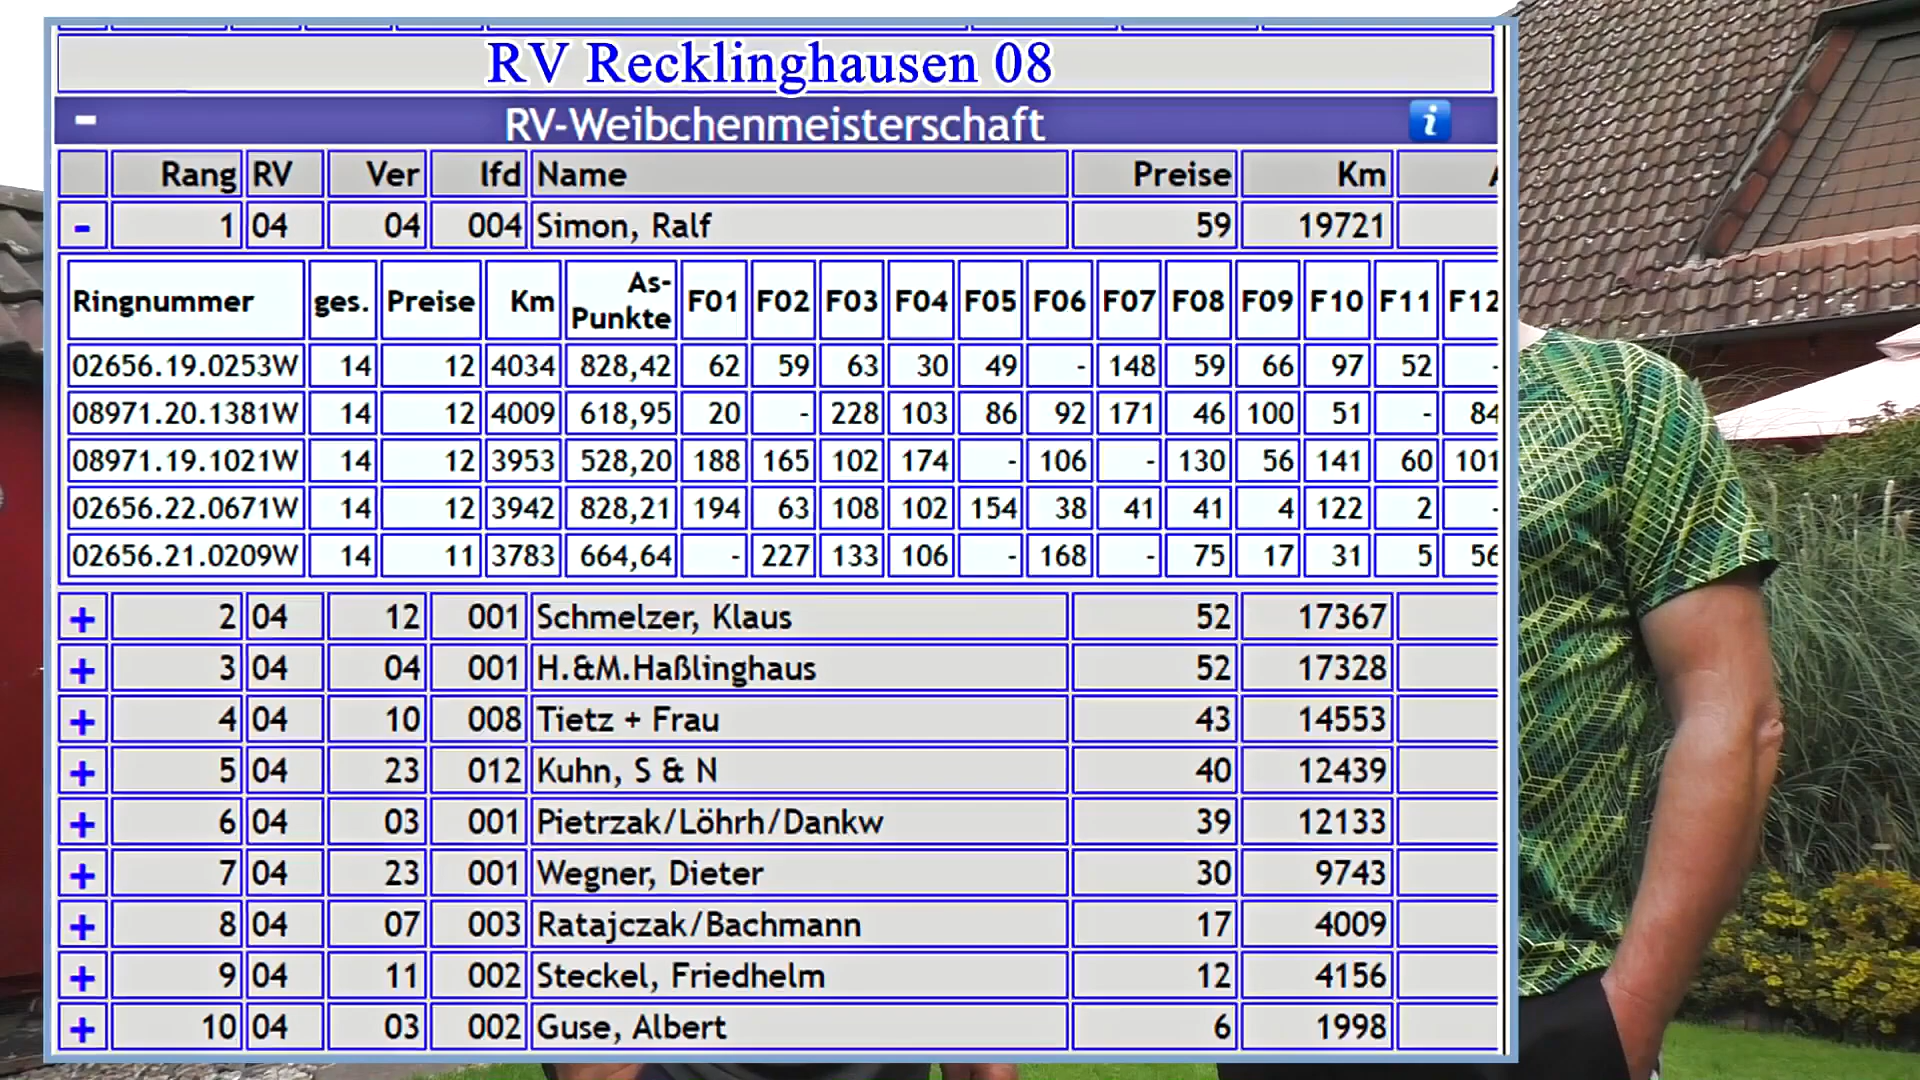 RV Recklinghausen 08
- RV-Weibchenmeisterschaft i
Rang RV Ver lfd Name Preise Km
- 1 04 04 004 Simon, Ralf 59 19721
Ringnummer ges. Preise Km As-Punkte F01 F02 F03 F04 F05 F06 F07 F08 F09 F10 F11 F12
02656.19.0253W 14 12 4034 828,42 62 59 63 30 49 - 148 59 66 97 52 -
08971.20.1381W 14 12 4009 618,95 20 - 228 103 86 92 171 46 100 51 - 84
08971.19.1021W 14 12 3953 528,20 188 165 102 174 - 106 - 130 56 141 60 101
02656.22.0671W 14 12 3942 828,21 194 63 108 102 154 38 41 41 4 122 2 -
02656.21.0209W 14 11 3783 664,64 - 227 133 106 - 168 - 75 17 31 5 56
+ 2 04 12 001 Schmelzer, Klaus 52 17367
+ 3 04 04 001 H.&M.Haßlinghaus 52 17328
+ 4 04 10 008 Tietz + Frau 43 14553
+ 5 04 23 012 Kuhn, S & N 40 12439
+ 6 04 03 001 Pietrzak/Löhrh/Dankw 39 12133
+ 7 04 23 001 Wegner, Dieter 30 9743
+ 8 04 07 003 Ratajczak/Bachmann 17 4009
+ 9 04 11 002 Steckel, Friedhelm 12 4156
+ 10 04 03 002 Guse, Albert 6 1998